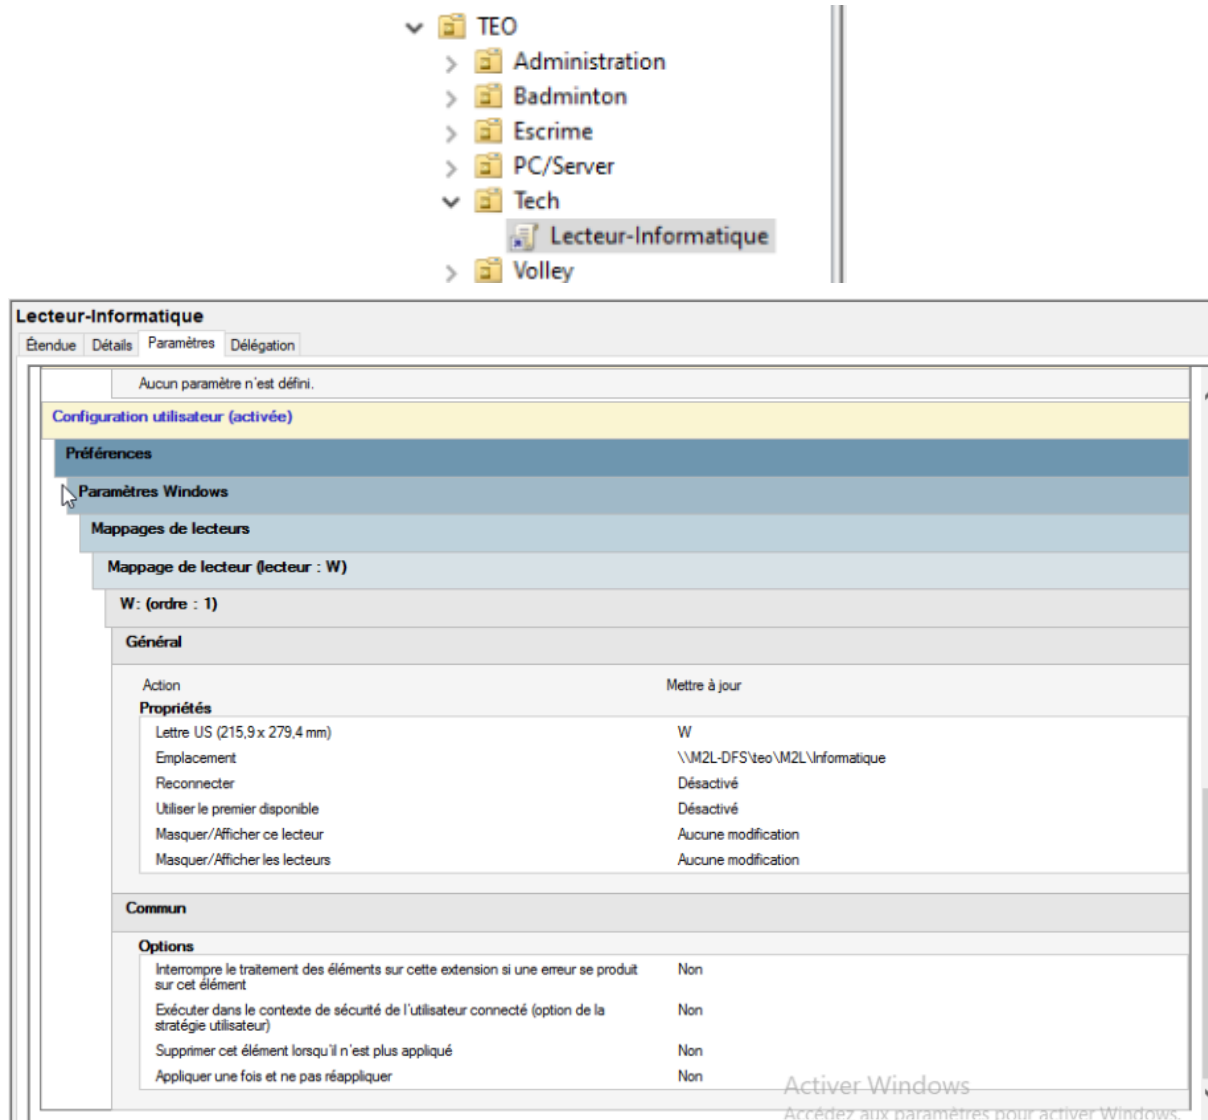 TEO
Administration
Badminton
Escrime
PC/Server
Tech
Lecteur-Informatique
Volley
Lecteur-Informatique
Étendue Détails Paramètres Délégation
Aucun paramètre n'est défini.
Configuration utilisateur (activée)
Préférences
Paramètres Windows
Mappages de lecteurs
Mappage de lecteur (lecteur : W)
W: (ordre : 1)
Général
Action Mettre à jour
Propriétés
Lettre US (215,9 x 279,4 mm) W
Emplacement \\M2L-DFS\teo\M2L\Informatique
Reconnecter Désactivé
Utiliser le premier disponible Désactivé
Masquer/Afficher ce lecteur Aucune modification
Masquer/Afficher les lecteurs Aucune modification
Commun
Options
Interrompre le traitement des éléments sur cette extension si une erreur se produit Non
sur cet élément
Exécuter dans le contexte de sécurité de l'utilisateur connecté (option de la Non
stratégie utilisateur)
Supprimer cet élément lorsqu'il n'est plus appliqué Non
Appliquer une fois et ne pas réappliquer Non
Activer Windows
Accédez aux paramètres pour activer Windows.